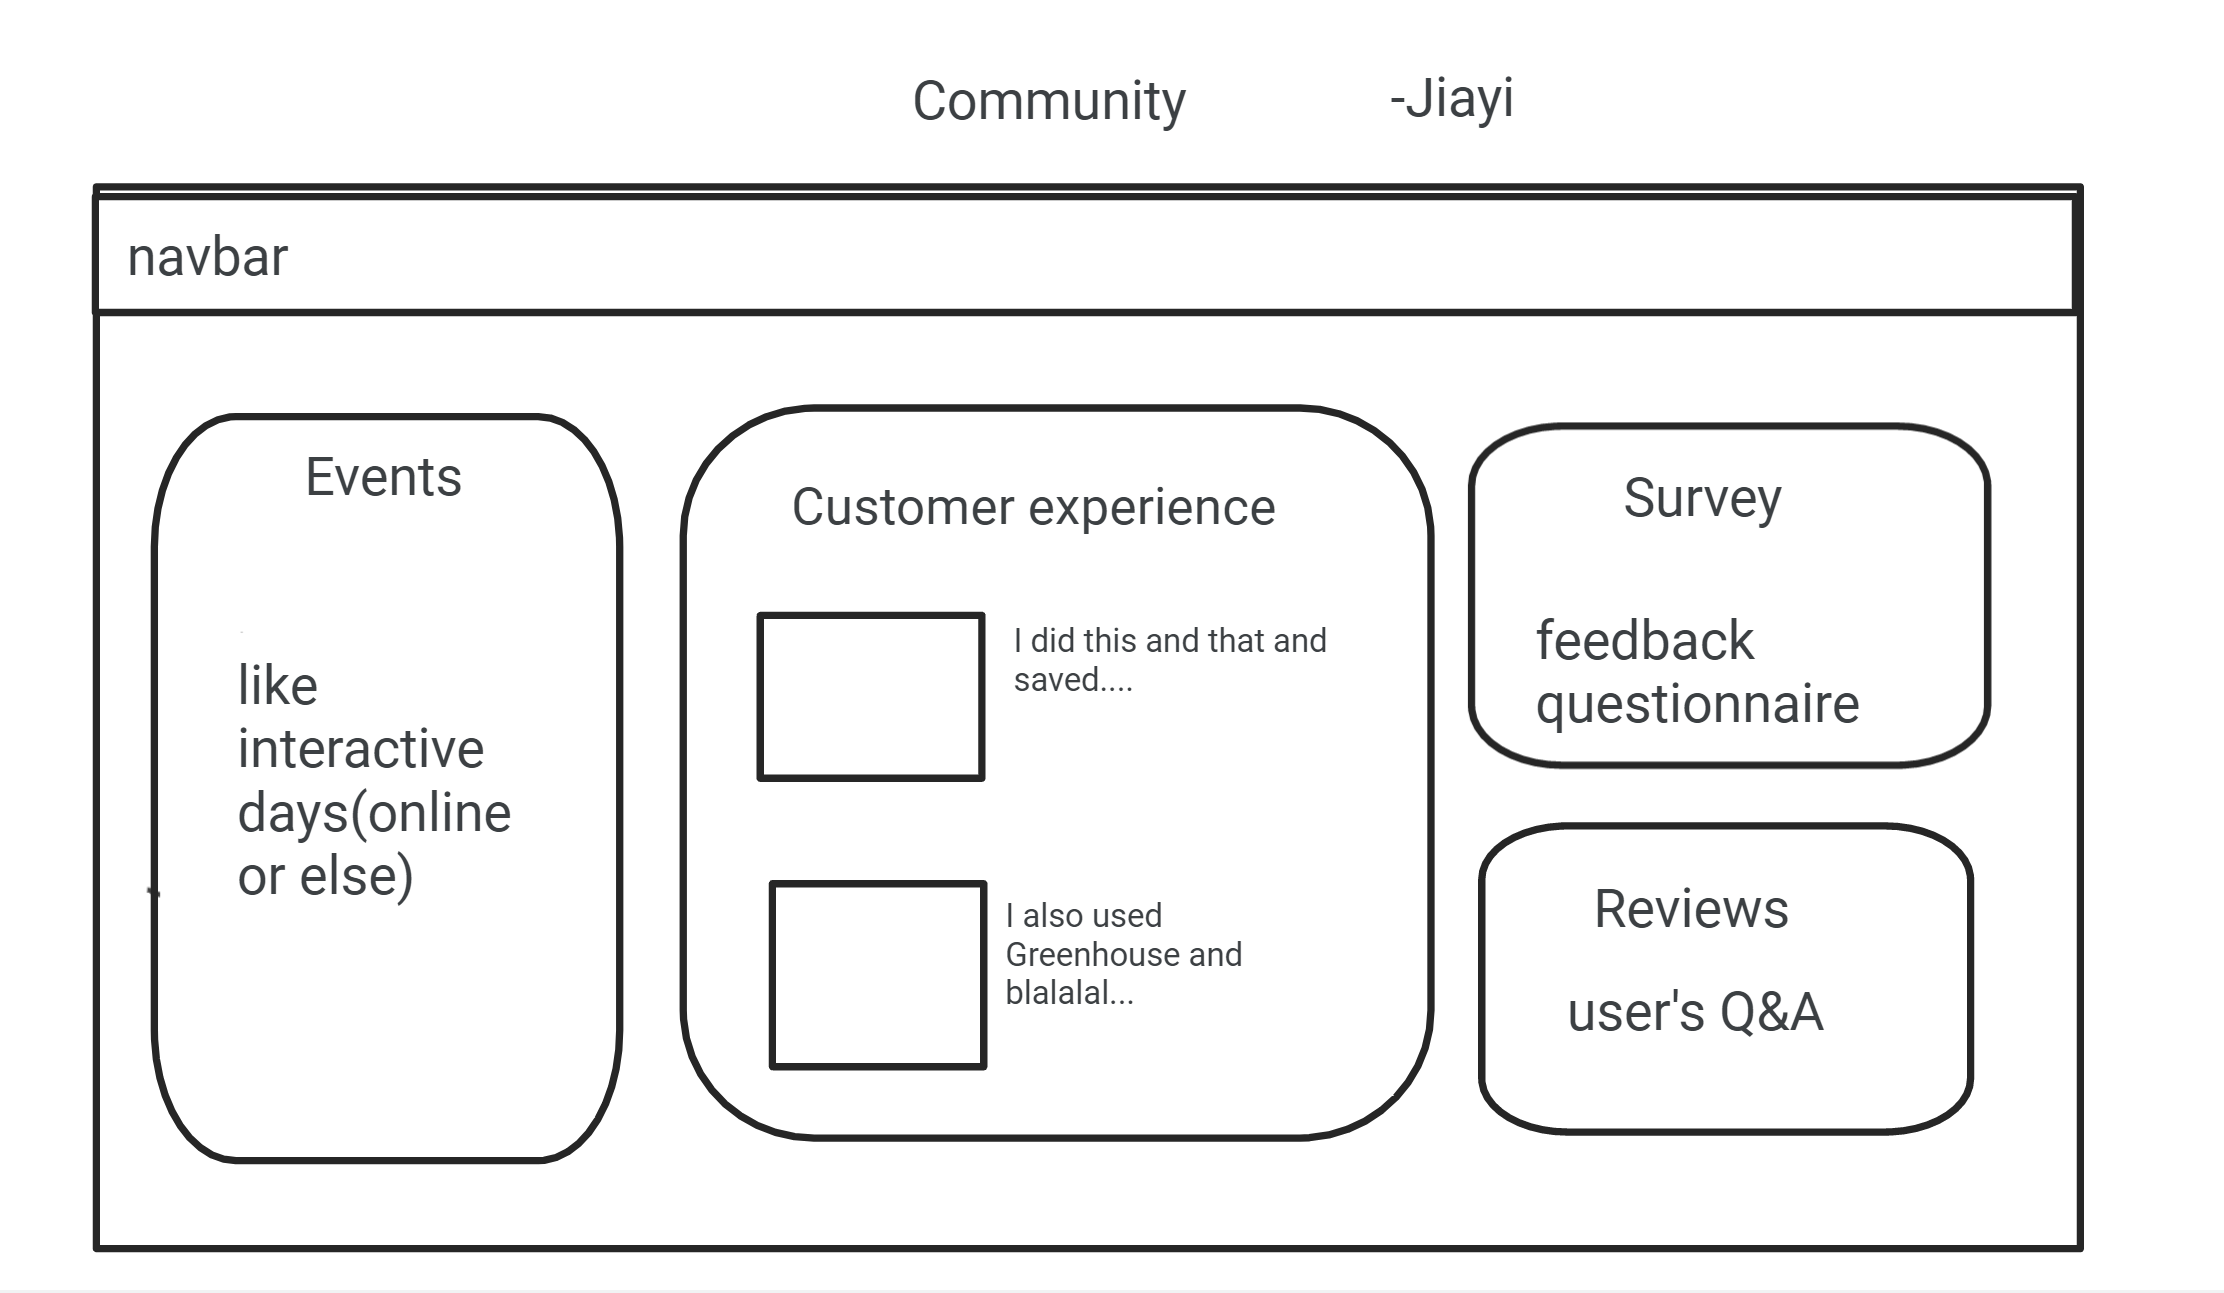 Community
-Jiayi
navbar
Events
like
interactive
days(online
or else)
Customer experience
I did this and that and
saved....
I also used
Greenhouse and
blalalal...
Survey
feedback
questionnaire
Reviews
user's Q&A